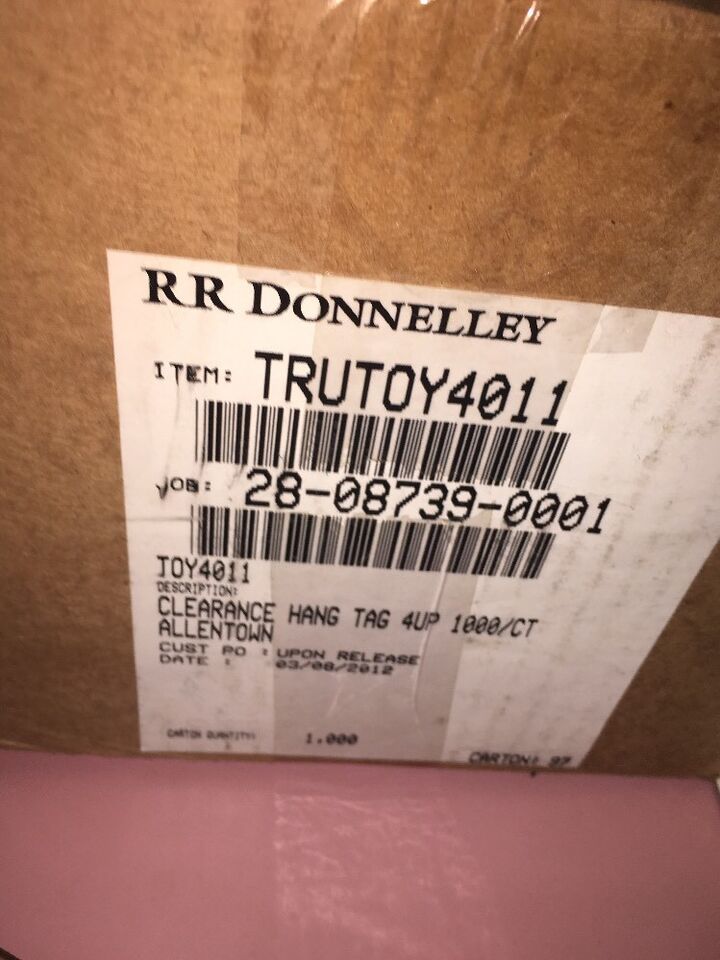 RR DONNELLEY
ITEM: TRUTOY4011
JOB: 28-08739-0001
TOY4011
DESCRIPTION:
CLEARANCE HANG TAG 4UP 1000/CT
ALLENTOWN
CUST PO : UPON RELEASE
DATE : 03/08/2012
CARTON QUANTITY: 1.000
CARTON: 97